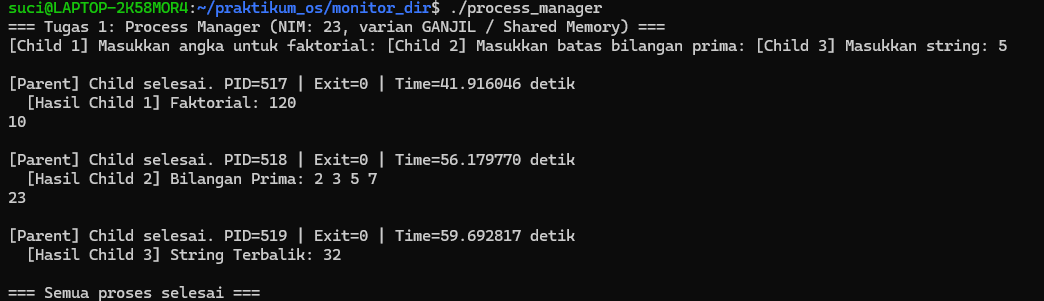 suci@LAPTOP-2K58MOR4:~/praktikum_os/monitor_dir$ ./process_manager
=== Tugas 1: Process Manager (NIM: 23, varian GANJIL / Shared Memory) ===
[Child 1] Masukkan angka untuk faktorial: [Child 2] Masukkan batas bilangan prima: [Child 3] Masukkan string: 5
[Parent] Child selesai. PID=517 | Exit=0 | Time=41.916046 detik
  [Hasil Child 1] Faktorial: 120
10
[Parent] Child selesai. PID=518 | Exit=0 | Time=56.179770 detik
  [Hasil Child 2] Bilangan Prima: 2 3 5 7
23
[Parent] Child selesai. PID=519 | Exit=0 | Time=59.692817 detik
  [Hasil Child 3] String Terbalik: 32
=== Semua proses selesai ===